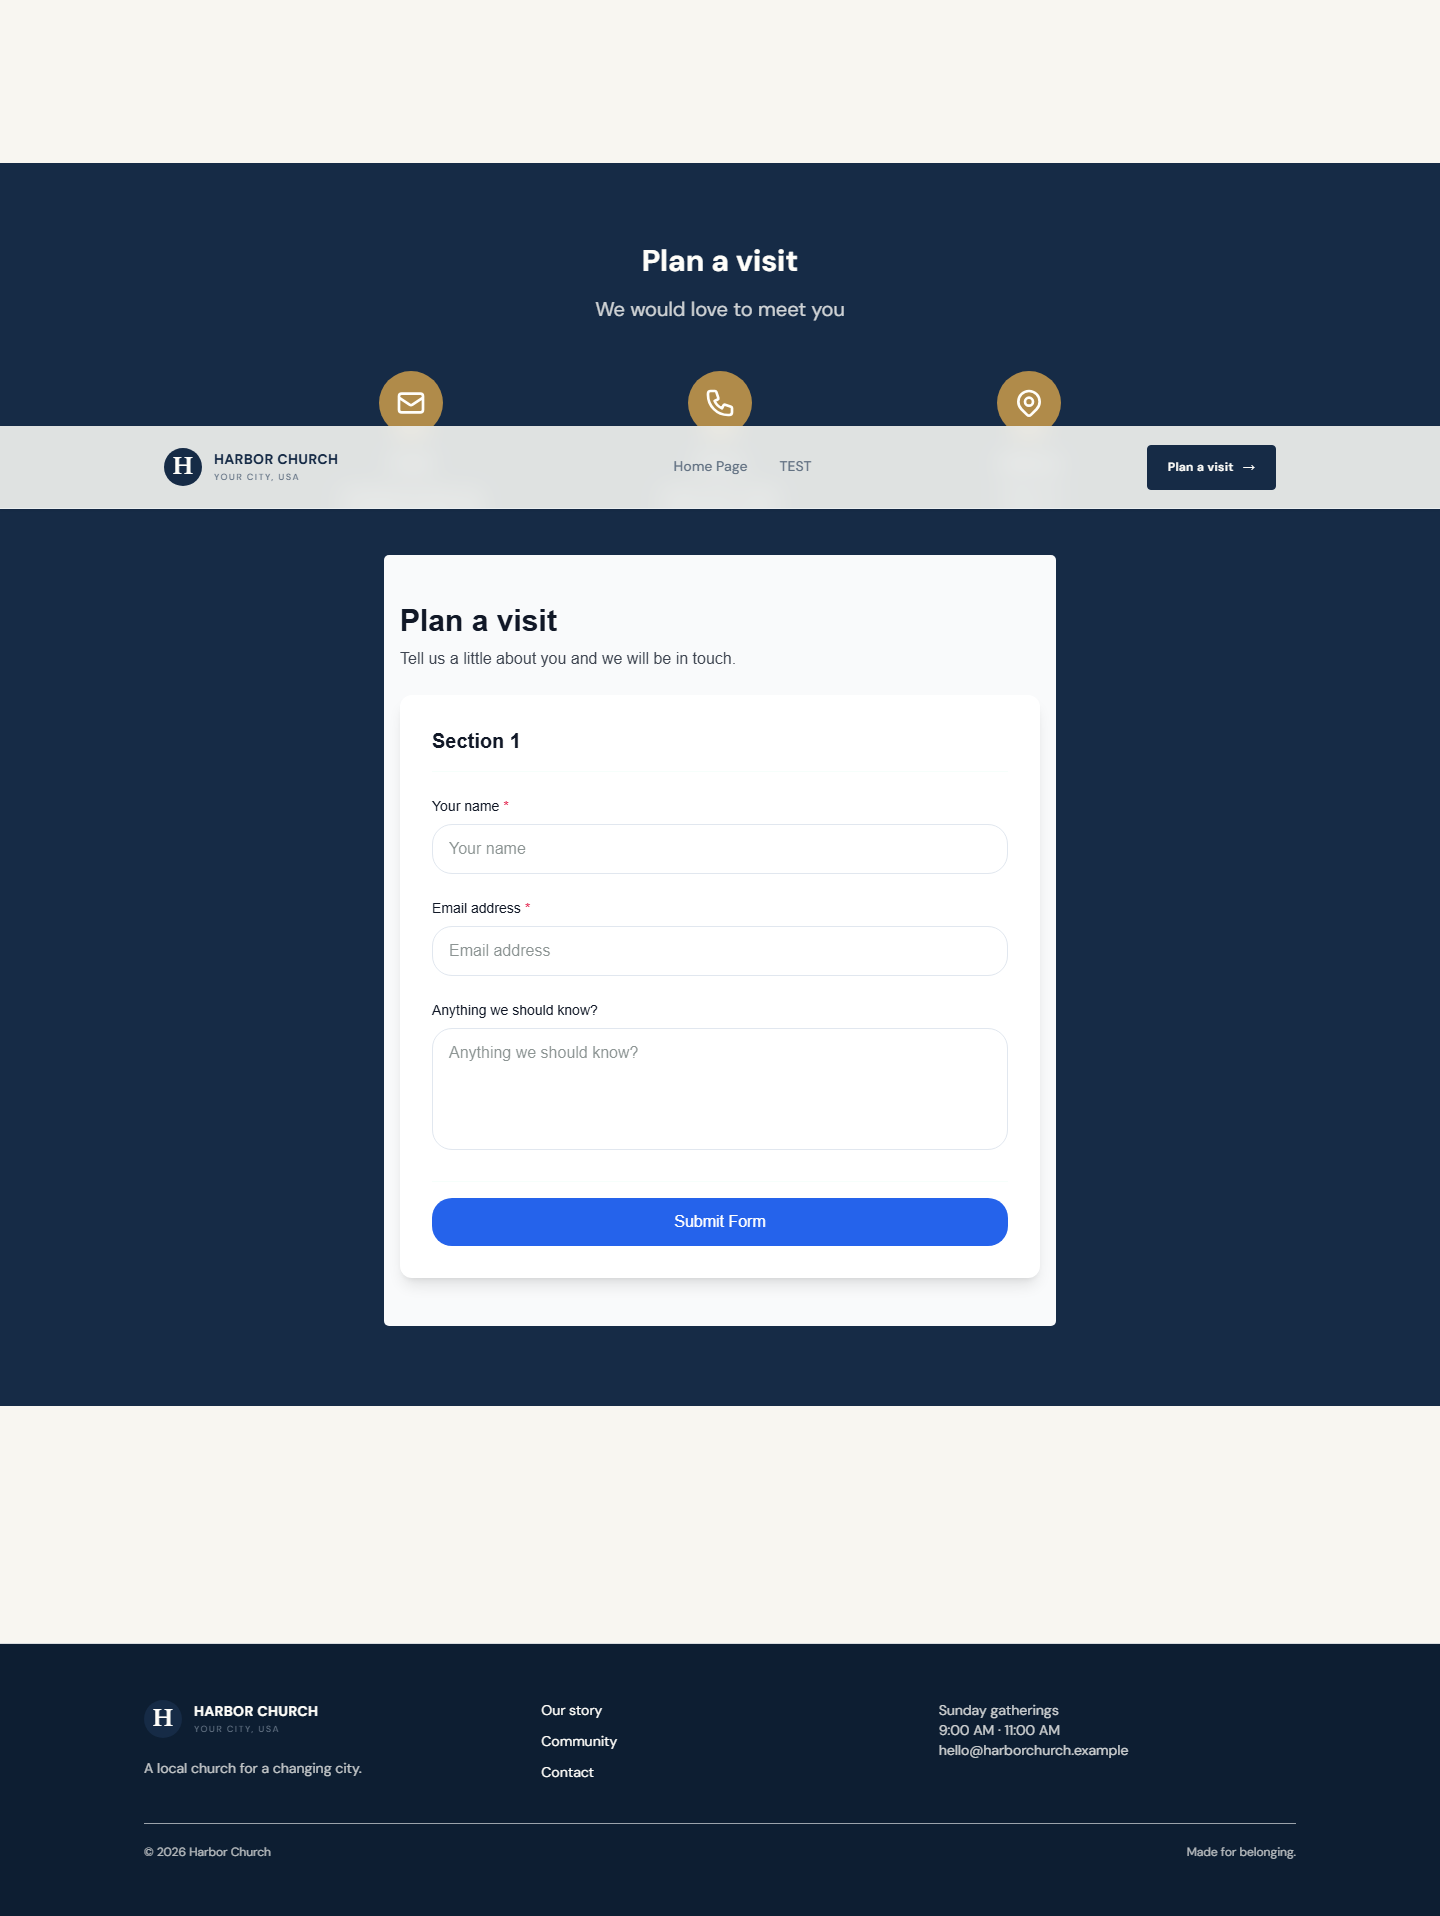 Plan a visit
We would love to meet you
H
HARBOR CHURCH
YOUR CITY, USA
Home Page
TEST
Plan a visit →
Plan a visit
Tell us a little about you and we will be in touch.
Section 1
Your name *
Your name
Email address *
Email address
Anything we should know?
Anything we should know?
Submit Form
H
HARBOR CHURCH
YOUR CITY, USA
A local church for a changing city.
Our story
Community
Contact
Sunday gatherings
9:00 AM · 11:00 AM
hello@harborchurch.example
© 2026 Harbor Church
Made for belonging.